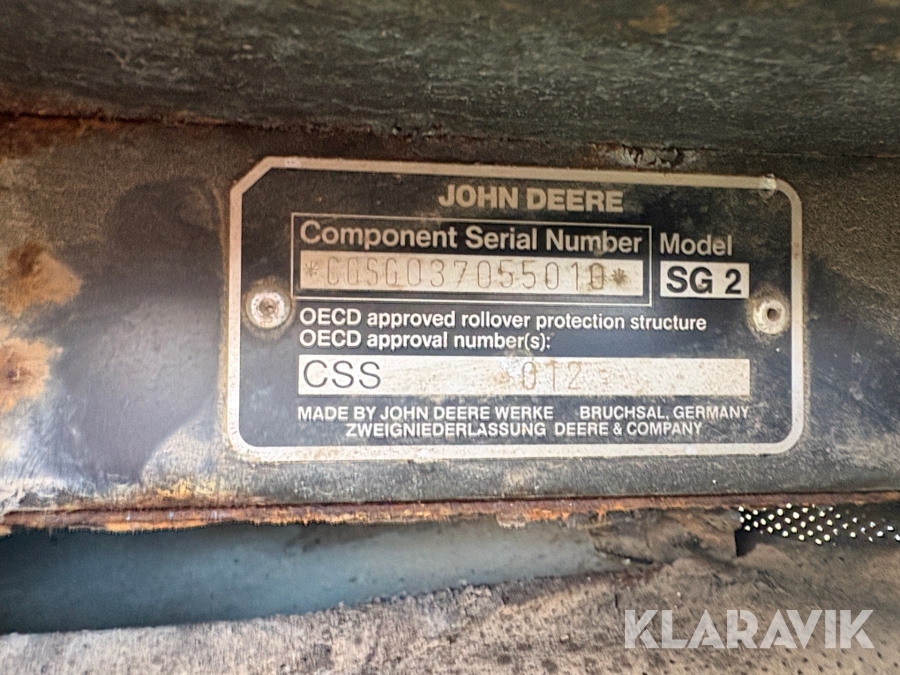 JOHN DEERE
Component Serial Number
Model
*CGSG037055010*
SG 2
OECD approved rollover protection structure
OECD approval number(s):
CSS 012
MADE BY JOHN DEERE WERKE BRUCHSAL, GERMANY
ZWEIGNIEDERLASSUNG DEERE & COMPANY
KLARAVIK